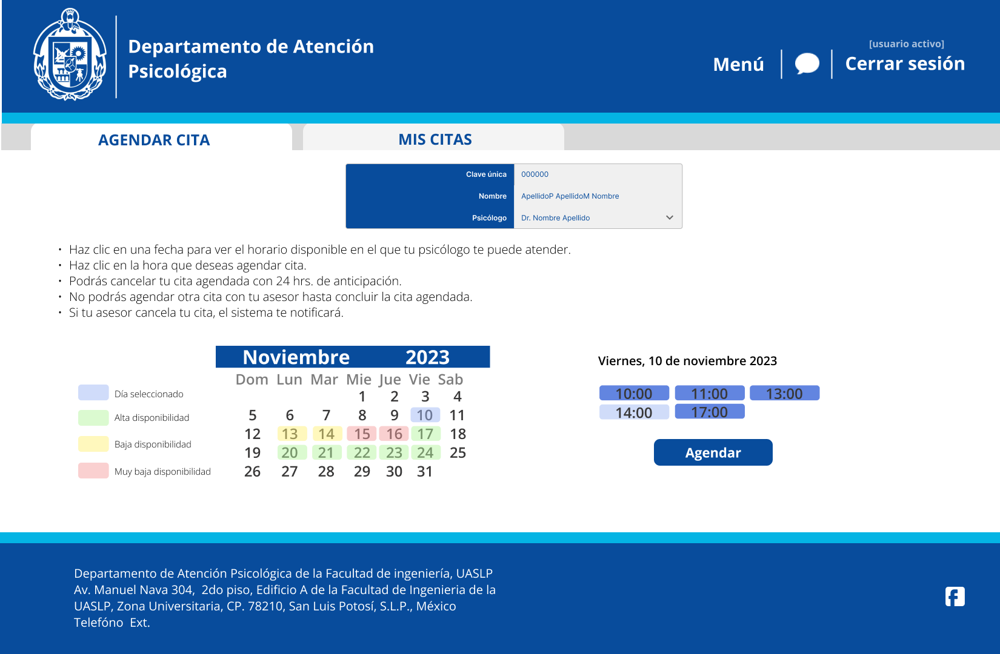 Departamento de Atención
Psicológica
Menú
[usuario activo]
Cerrar sesión
AGENDAR CITA
MIS CITAS
Clave única 000000
Nombre ApellidoP ApellidoM Nombre
Psicólogo Dr. Nombre Apellido
• Haz clic en una fecha para ver el horario disponible en el que tu psicólogo te puede atender.
• Haz clic en la hora que deseas agendar cita.
• Podrás cancelar tu cita agendada con 24 hrs. de anticipación.
• No podrás agendar otra cita con tu asesor hasta concluir la cita agendada.
• Si tu asesor cancela tu cita, el sistema te notificará.
Día seleccionado
Alta disponibilidad
Baja disponibilidad
Muy baja disponibilidad
Noviembre 2023
Dom Lun Mar Mie Jue Vie Sab
1 2 3 4
5 6 7 8 9 10 11
12 13 14 15 16 17 18
19 20 21 22 23 24 25
26 27 28 29 30 31
Viernes, 10 de noviembre 2023
10:00 11:00 13:00
14:00 17:00
Agendar
Departamento de Atención Psicológica de la Facultad de ingeniería, UASLP
Av. Manuel Nava 304, 2do piso, Edificio A de la Facultad de Ingenieria de la
UASLP, Zona Universitaria, CP. 78210, San Luis Potosí, S.L.P., México
Telefóno Ext.